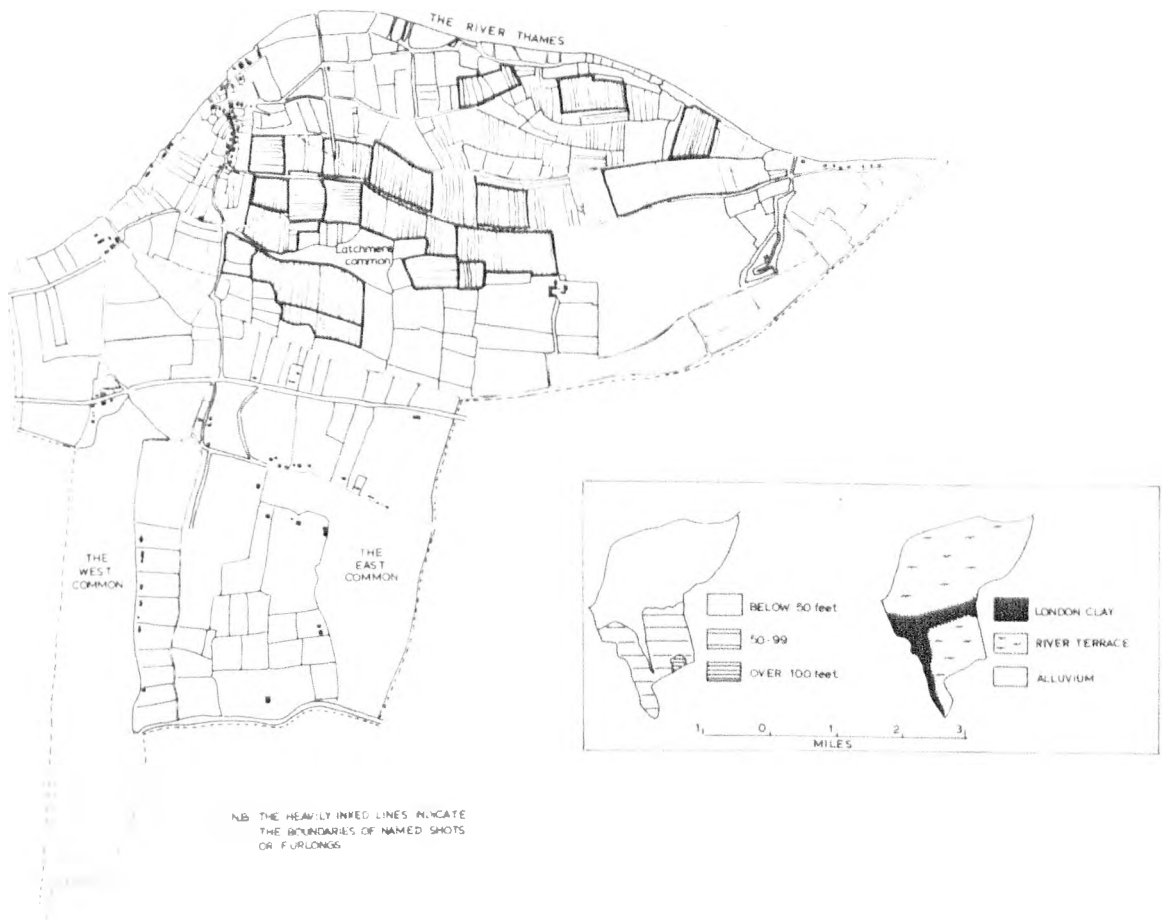 THE RIVER THAMES
Latchmere
common
THE
WEST
COMMON
THE
EAST
COMMON
BELOW 50 feet
50-99
OVER 100 feet
LONDON CLAY
RIVER TERRACE
ALLUVIUM
1 0 1 2 3
MILES
N.B. THE HEAVILY INKED LINES INDICATE
THE BOUNDARIES OF NAMED SHOTS
OR FURLONGS